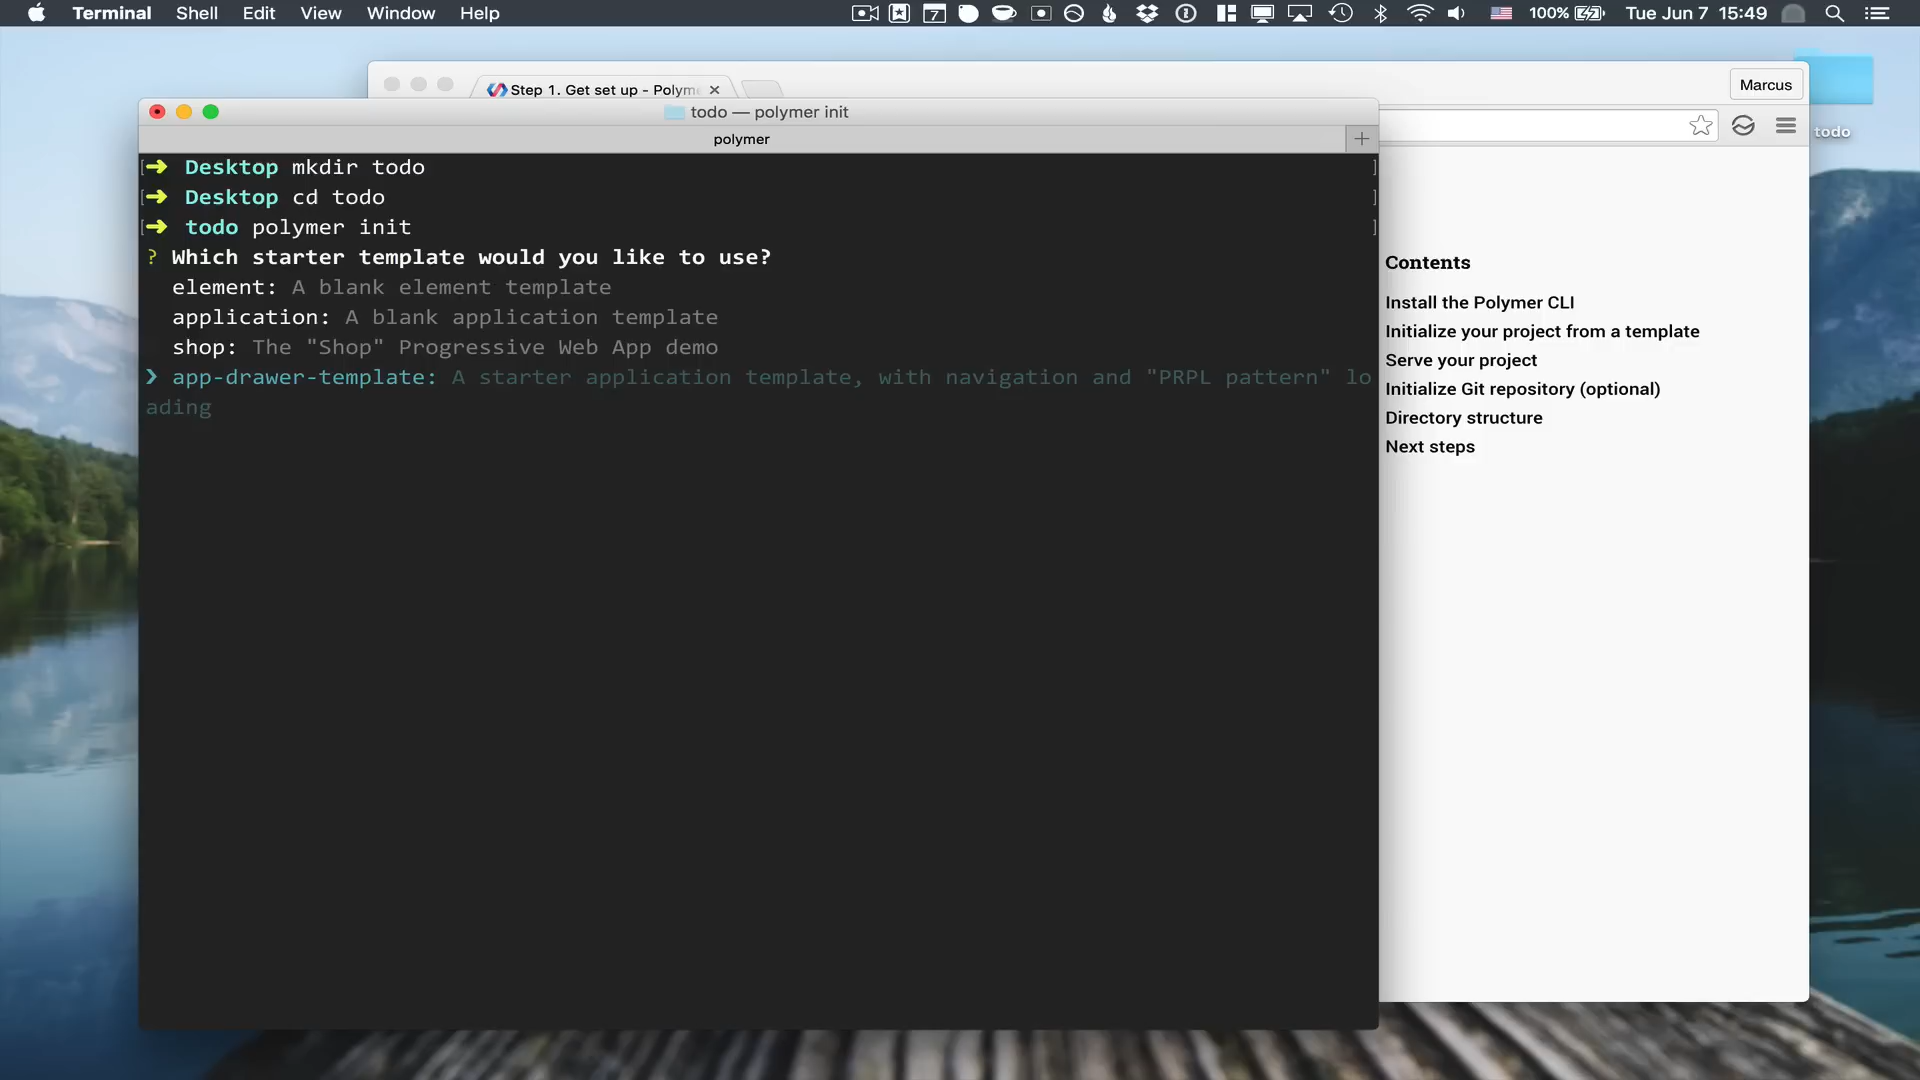 Terminal Shell Edit View Window Help
7
100%
Tue Jun 7 15:49
Step 1. Get set up - Polym
Marcus
todo — polymer init
polymer
todo
➜ Desktop mkdir todo
➜ Desktop cd todo
➜ todo polymer init
? Which starter template would you like to use?
element: A blank element template
application: A blank application template
shop: The "Shop" Progressive Web App demo
❯ app-drawer-template: A starter application template, with navigation and "PRPL pattern" lo
ading
Contents
Install the Polymer CLI
Initialize your project from a template
Serve your project
Initialize Git repository (optional)
Directory structure
Next steps